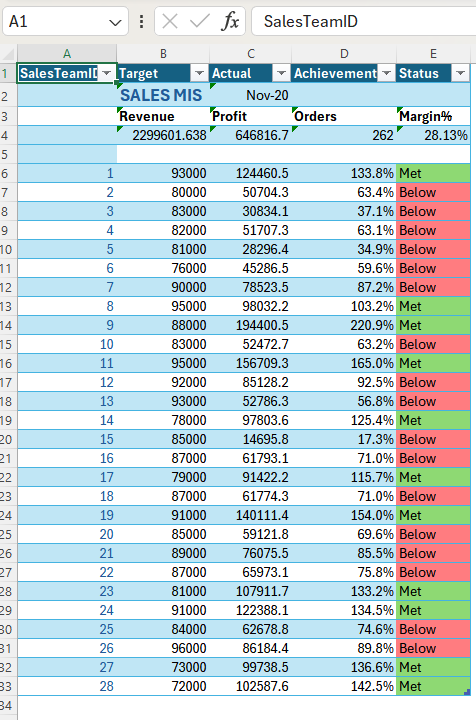 A1 fx SalesTeamID
A B C D E
1 SalesTeamID Target Actual Achievement Status
2 SALES MIS Nov-20
3 Revenue Profit Orders Margin%
4 2299601.638 646816.7 262 28.13%
5
6 1 93000 124460.5 133.8% Met
7 2 80000 50704.3 63.4% Below
8 3 83000 30834.1 37.1% Below
9 4 82000 51707.3 63.1% Below
10 5 81000 28296.4 34.9% Below
11 6 76000 45286.5 59.6% Below
12 7 90000 78523.5 87.2% Below
13 8 95000 98032.2 103.2% Met
14 9 88000 194400.5 220.9% Met
15 10 83000 52472.7 63.2% Below
16 11 95000 156709.3 165.0% Met
17 12 92000 85128.2 92.5% Below
18 13 93000 52786.3 56.8% Below
19 14 78000 97803.6 125.4% Met
20 15 85000 14695.8 17.3% Below
21 16 87000 61793.1 71.0% Below
22 17 79000 91422.2 115.7% Met
23 18 87000 61774.3 71.0% Below
24 19 91000 140111.4 154.0% Met
25 20 85000 59121.8 69.6% Below
26 21 89000 76075.5 85.5% Below
27 22 87000 65973.1 75.8% Below
28 23 81000 107911.7 133.2% Met
29 24 91000 122388.1 134.5% Met
30 25 84000 62678.8 74.6% Below
31 26 96000 86184.4 89.8% Below
32 27 73000 99738.5 136.6% Met
33 28 72000 102587.6 142.5% Met
34